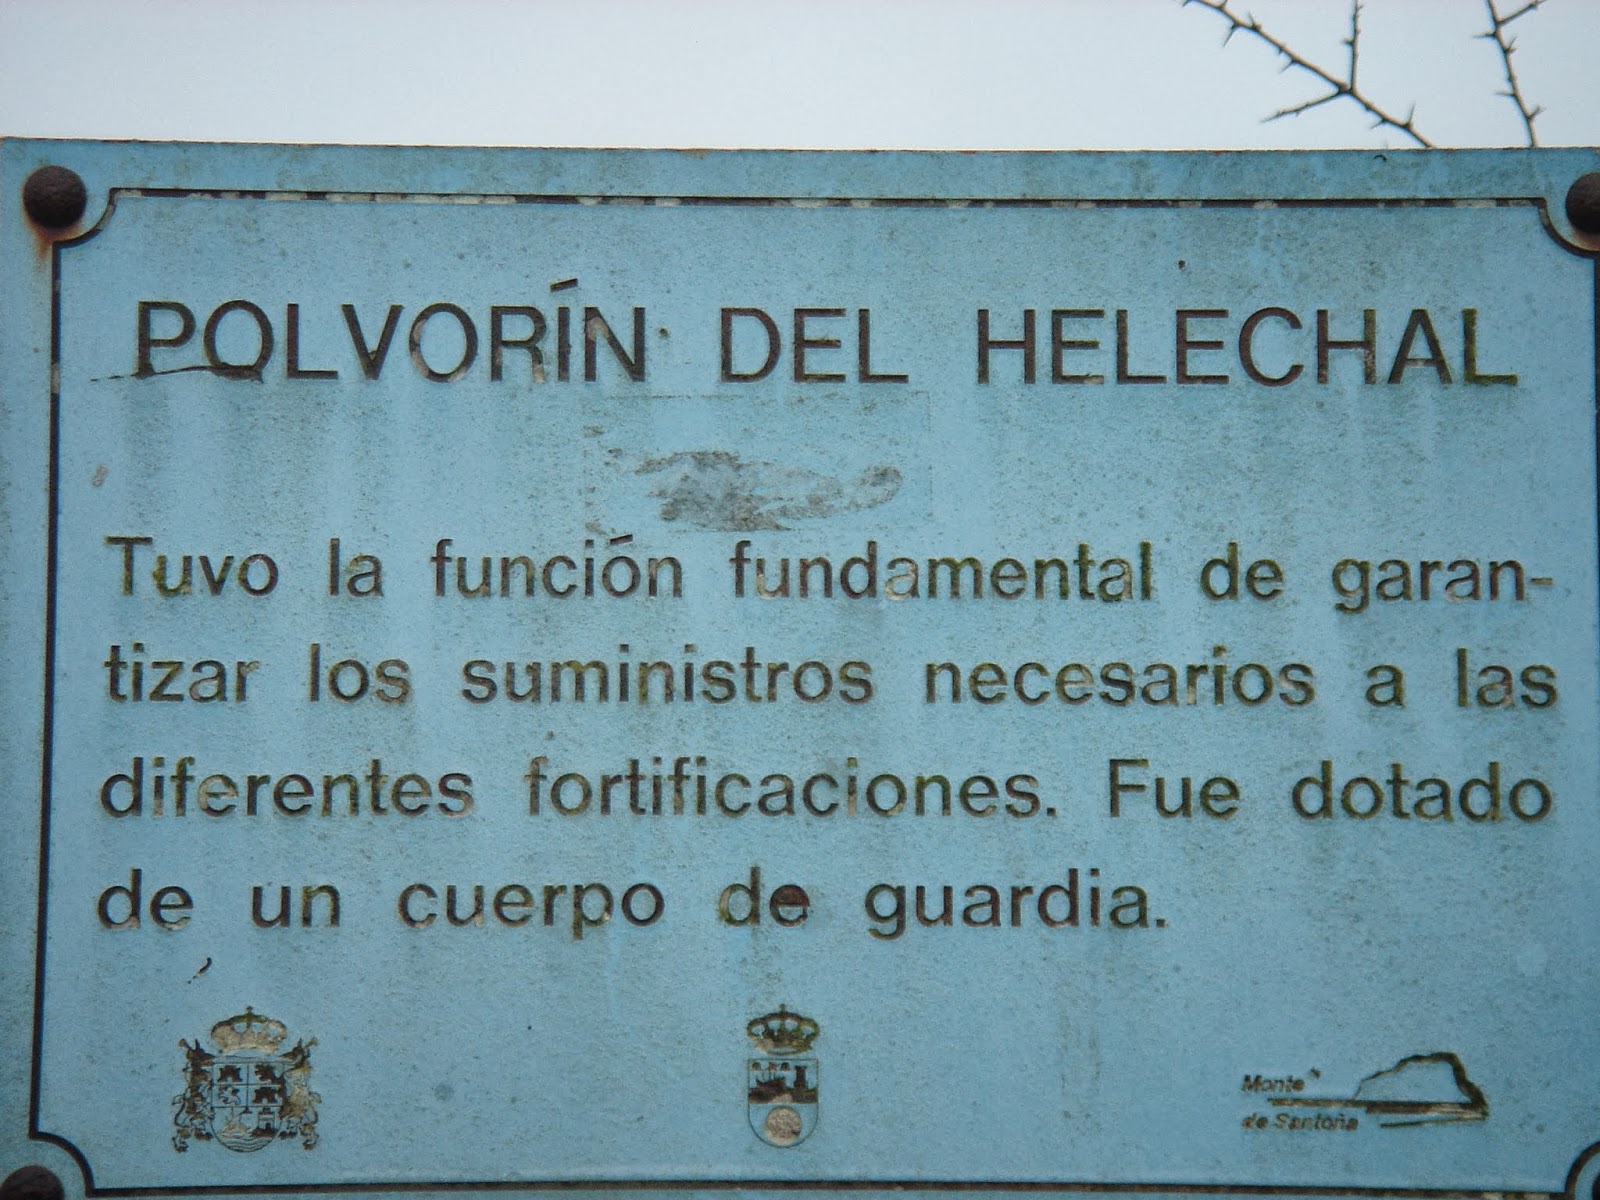 POLVORÍN DEL HELECHAL
Tuvo la función fundamental de garan-
tizar los suministros necesarios a las
diferentes fortificaciones. Fue dotado
de un cuerpo de guardia.
Monte
de Santoña